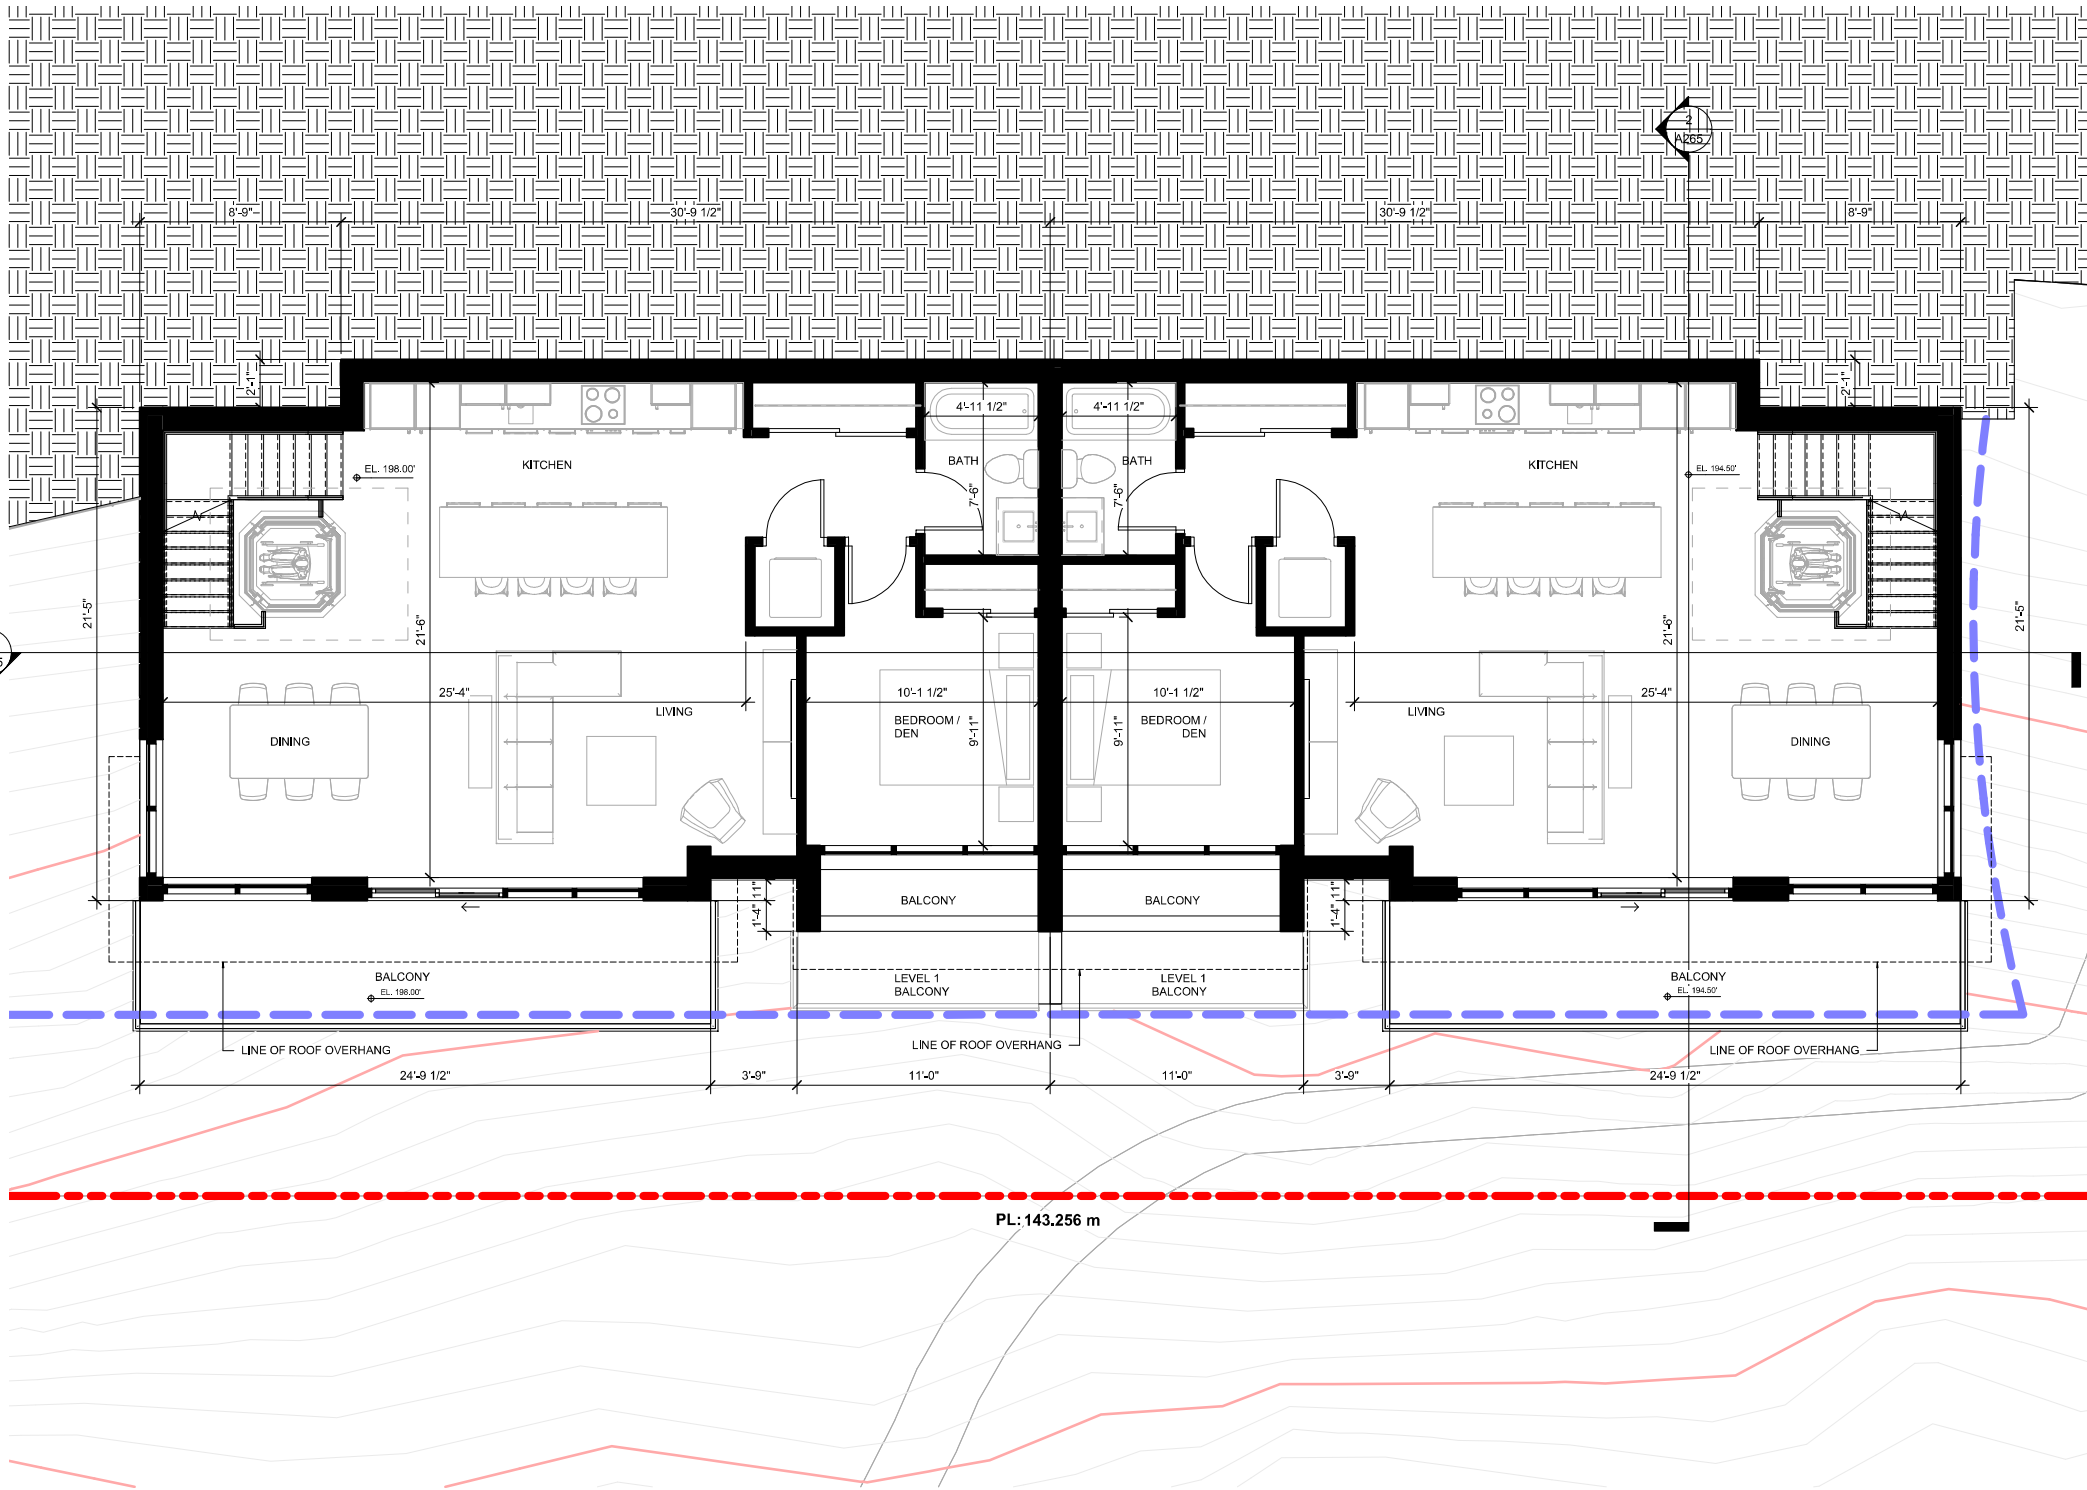 2
A265
8'-9"
30'-9 1/2"
30'-9 1/2"
8'-9"
2'-1"
2'-1"
4'-11 1/2"
4'-11 1/2"
KITCHEN
BATH
BATH
KITCHEN
EL. 198.00'
EL. 194.50'
7'-6"
7'-6"
21'-5"
21'-6"
21'-6"
21'-5"
25'-4"
10'-1 1/2"
10'-1 1/2"
25'-4"
LIVING
BEDROOM /
DEN
BEDROOM /
DEN
LIVING
9'-11"
9'-11"
DINING
DINING
BALCONY
BALCONY
11"
1'-4"
11"
1'-4"
BALCONY
EL. 198.00'
LEVEL 1
BALCONY
LEVEL 1
BALCONY
BALCONY
EL. 194.50'
LINE OF ROOF OVERHANG
LINE OF ROOF OVERHANG
LINE OF ROOF OVERHANG
24'-9 1/2"
3'-9"
11'-0"
11'-0"
3'-9"
24'-9 1/2"
PL: 143.256 m